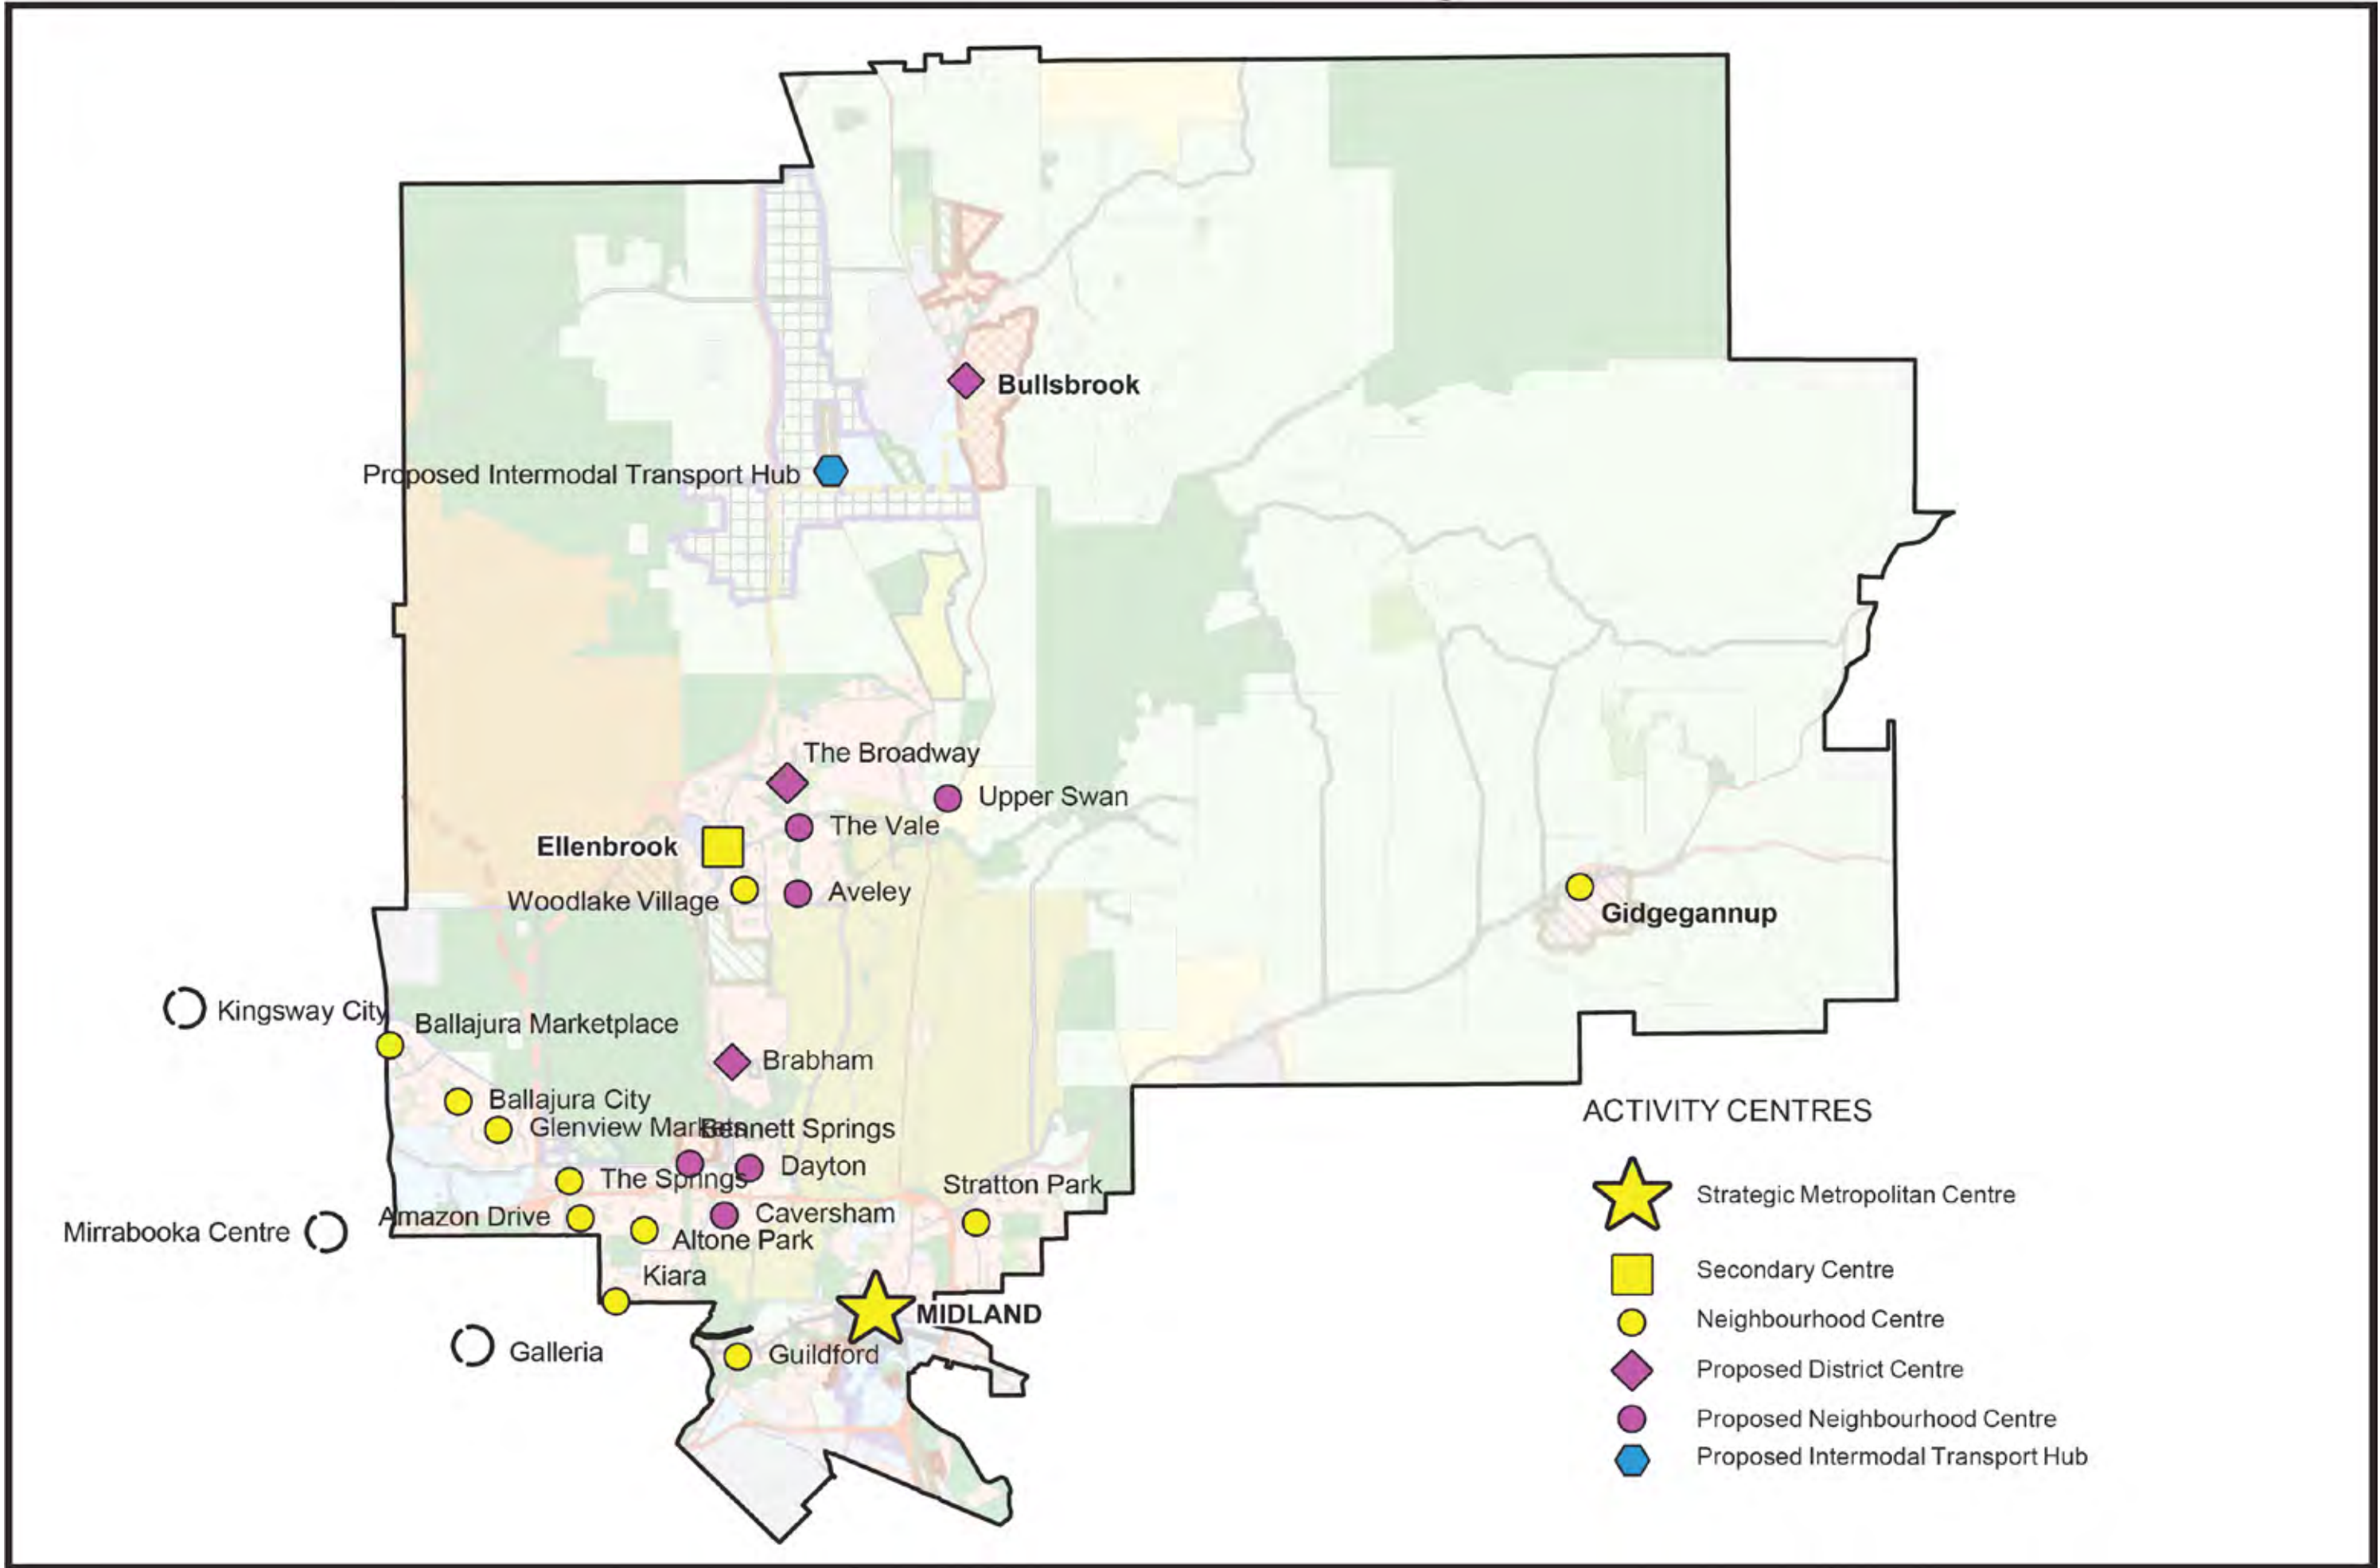 Bullsbrook
Proposed Intermodal Transport Hub
The Broadway
Upper Swan
The Vale
Ellenbrook
Woodlake Village
Aveley
Gidgegannup
Kingsway City
Ballajura Marketplace
Brabham
Ballajura City
Glenview Markets
Bennett Springs
Dayton
The Springs
Stratton Park
Amazon Drive
Caversham
Mirrabooka Centre
Altone Park
Kiara
MIDLAND
Galleria
Guildford
ACTIVITY CENTRES
Strategic Metropolitan Centre
Secondary Centre
Neighbourhood Centre
Proposed District Centre
Proposed Neighbourhood Centre
Proposed Intermodal Transport Hub